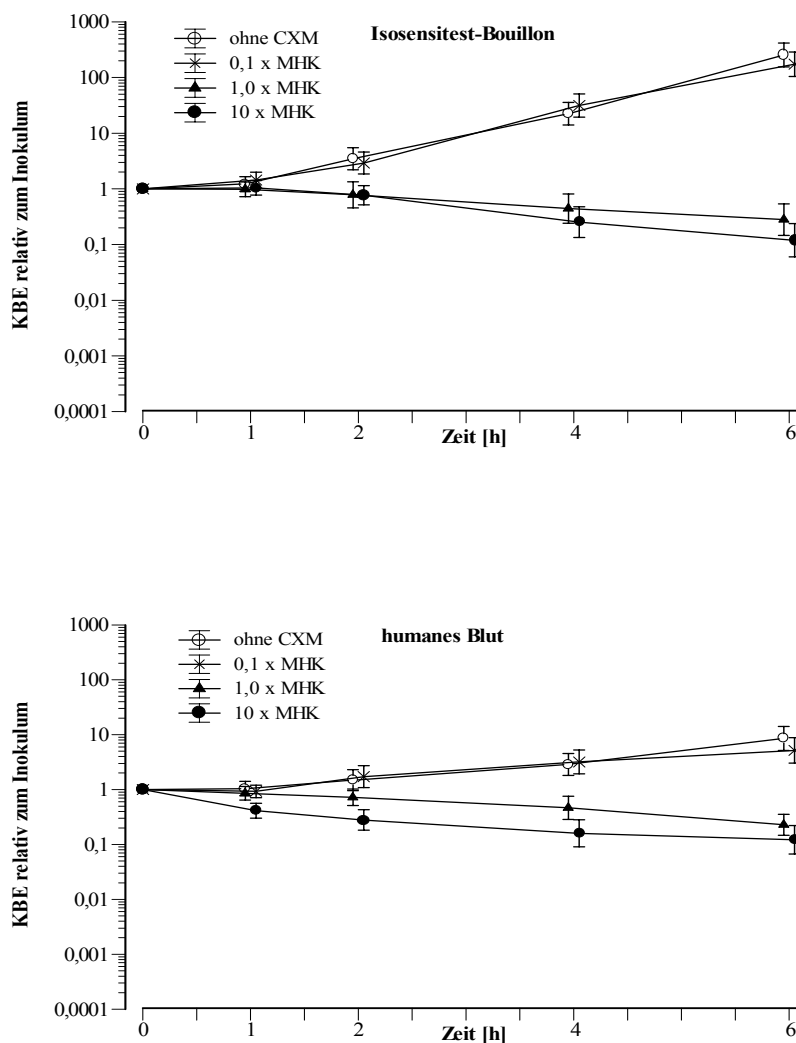 1000
100
10
1
0,1
0,01
0,001
0,0001
KBE relativ zum Inokulum
ohne CXM
0,1 x MHK
1,0 x MHK
10 x MHK
Isosensitest-Bouillon
0 1 2 4 6
Zeit [h]
1000
100
10
1
0,1
0,01
0,001
0,0001
KBE relativ zum Inokulum
ohne CXM
0,1 x MHK
1,0 x MHK
10 x MHK
humanes Blut
0 1 2 4 6
Zeit [h]